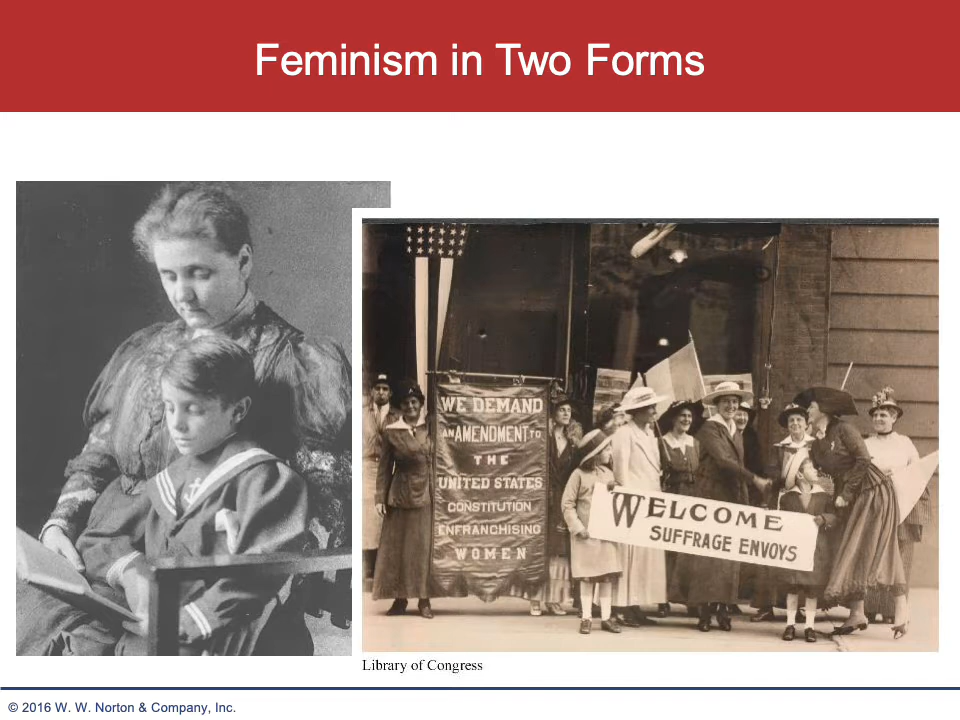 Feminism in Two Forms
WE DEMAND
AN AMENDMENT TO
THE
UNITED STATES
CONSTITUTION
ENFRANCHISING
WOMEN
WELCOME
SUFFRAGE ENVOYS
Library of Congress
© 2016 W. W. Norton & Company, Inc.